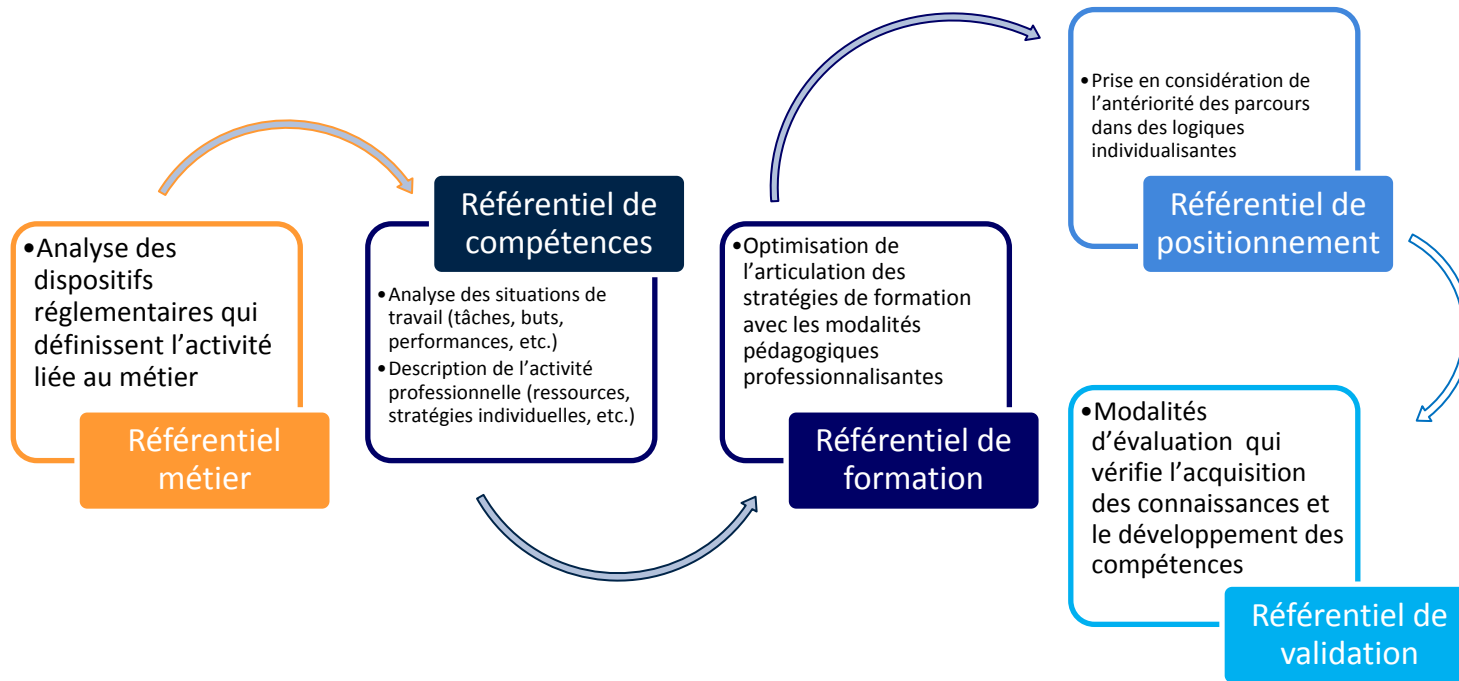 •Analyse des
dispositifs
réglementaires qui
définissent l’activité
liée au métier
Référentiel
métier
Référentiel de
compétences
•Analyse des situations de
travail (tâches, buts,
performances, etc.)
•Description de l’activité
professionnelle (ressources,
stratégies individuelles, etc.)
•Optimisation de
l’articulation des
stratégies de formation
avec les modalités
pédagogiques
professionnalisantes
Référentiel de
formation
•Prise en considération de
l’antériorité des parcours
dans des logiques
individualisantes
Référentiel de
positionnement
•Modalités
d’évaluation  qui
vérifie l’acquisition
des connaissances et
le développement des
compétences
Référentiel de
validation